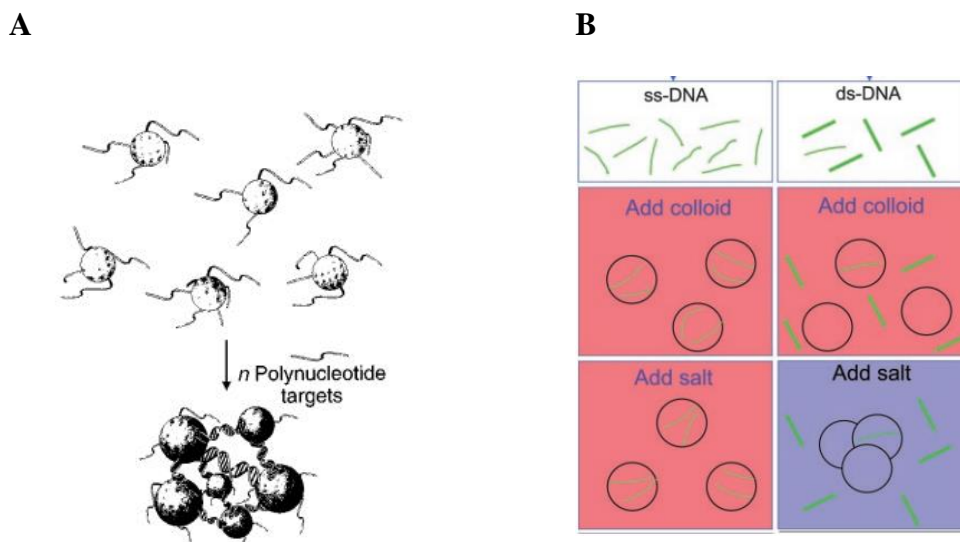 A
B
n Polynucleotide
targets
ss-DNA
ds-DNA
Add colloid
Add colloid
Add salt
Add salt